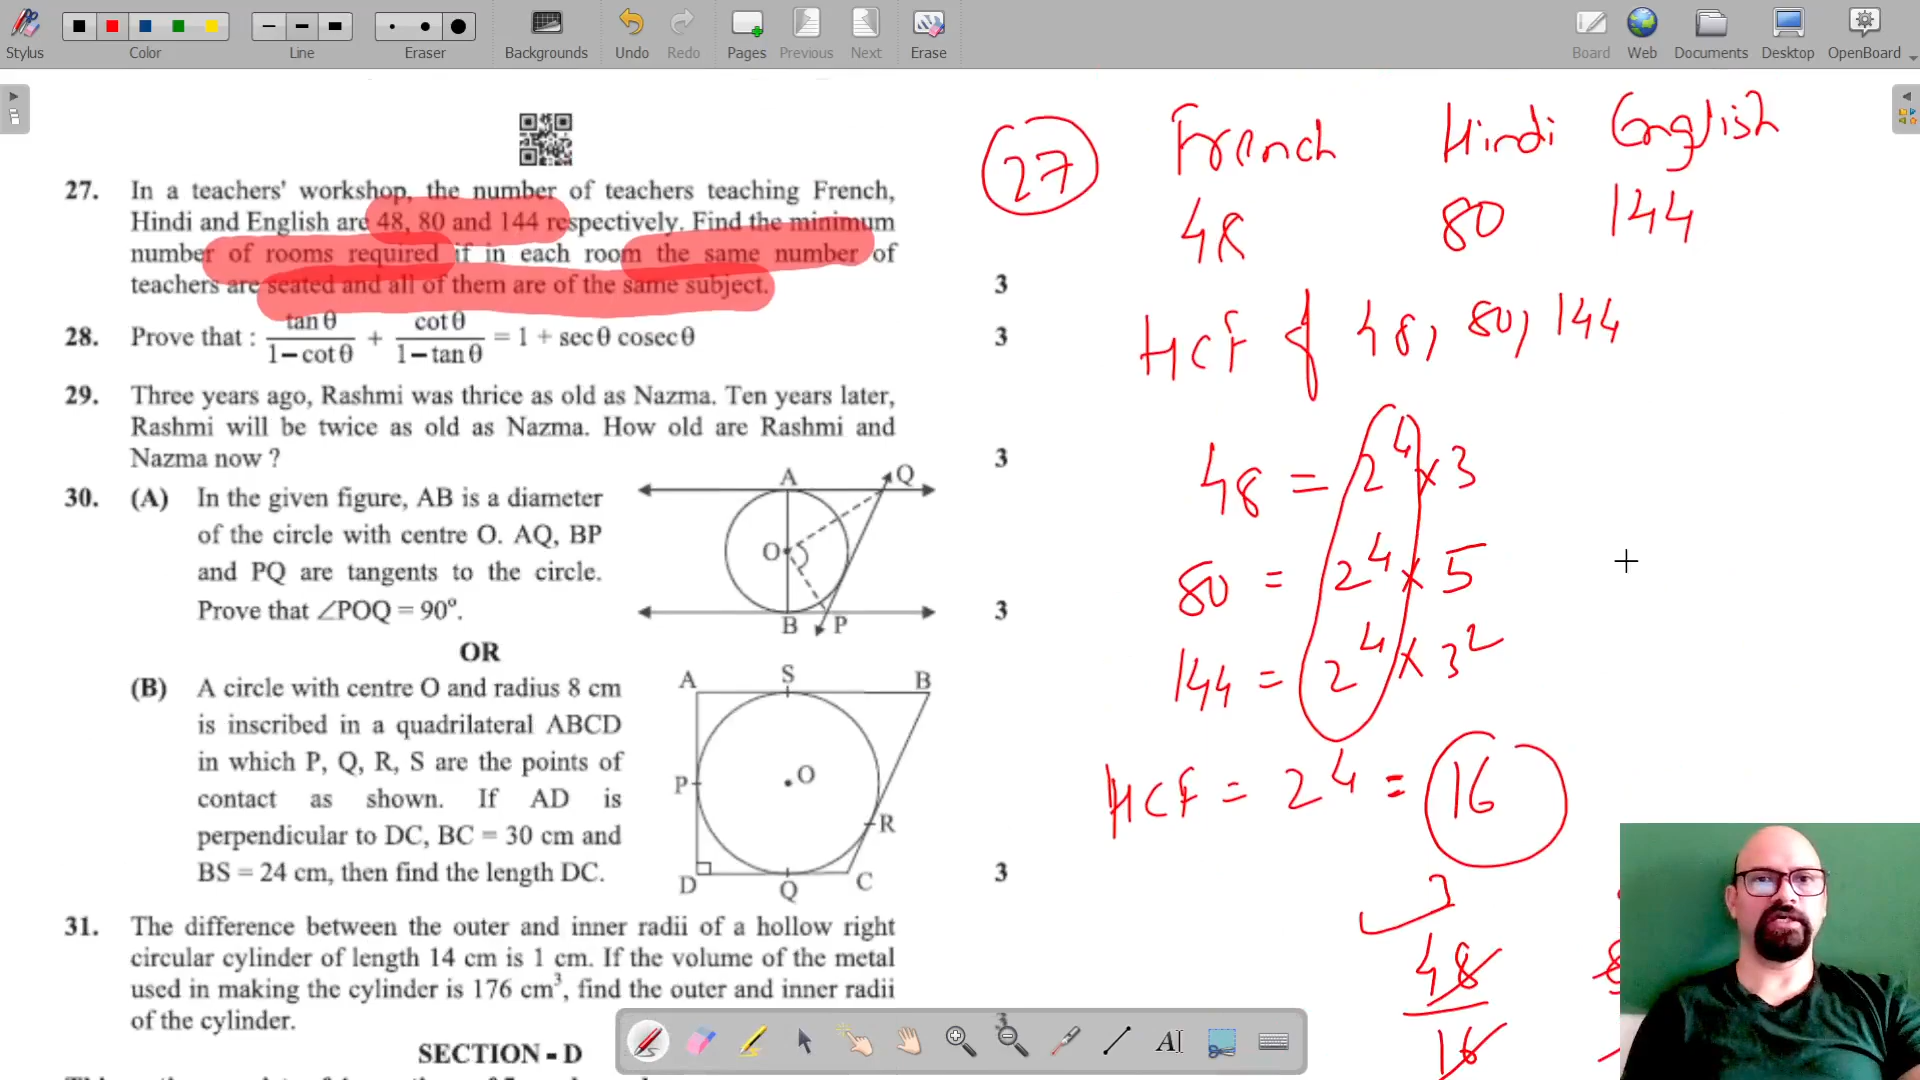 Stylus
Color
Line
Eraser
Backgrounds
Undo
Redo
Pages
Previous
Next
Erase
Board
Web
Documents
Desktop
OpenBoard
27. In a teachers' workshop, the number of teachers teaching French,
Hindi and English are 48, 80 and 144 respectively. Find the minimum
number of rooms required if in each room the same number of
teachers are seated and all of them are of the same subject. 3
28. Prove that : tan θ / 1−cot θ + cot θ / 1−tan θ = 1 + sec θ cosec θ 3
29. Three years ago, Rashmi was thrice as old as Nazma. Ten years later,
Rashmi will be twice as old as Nazma. How old are Rashmi and
Nazma now ? 3
30. (A) In the given figure, AB is a diameter
of the circle with centre O. AQ, BP
and PQ are tangents to the circle.
Prove that ∠POQ = 90°. 3
A
Q
O
B
P
OR
(B) A circle with centre O and radius 8 cm
is inscribed in a quadrilateral ABCD
in which P, Q, R, S are the points of
contact as shown. If AD is
perpendicular to DC, BC = 30 cm and
BS = 24 cm, then find the length DC. 3
A
S
B
P
O
R
D
Q
C
31. The difference between the outer and inner radii of a hollow right
circular cylinder of length 14 cm is 1 cm. If the volume of the metal
used in making the cylinder is 176 cm³, find the outer and inner radii
of the cylinder. 3
SECTION - D
27
French Hindi English
48 80 144
HCF of 48, 80, 144
48 = 2⁴ × 3
80 = 2⁴ × 5
144 = 2⁴ × 3²
HCF = 2⁴ = 16
3
48
16